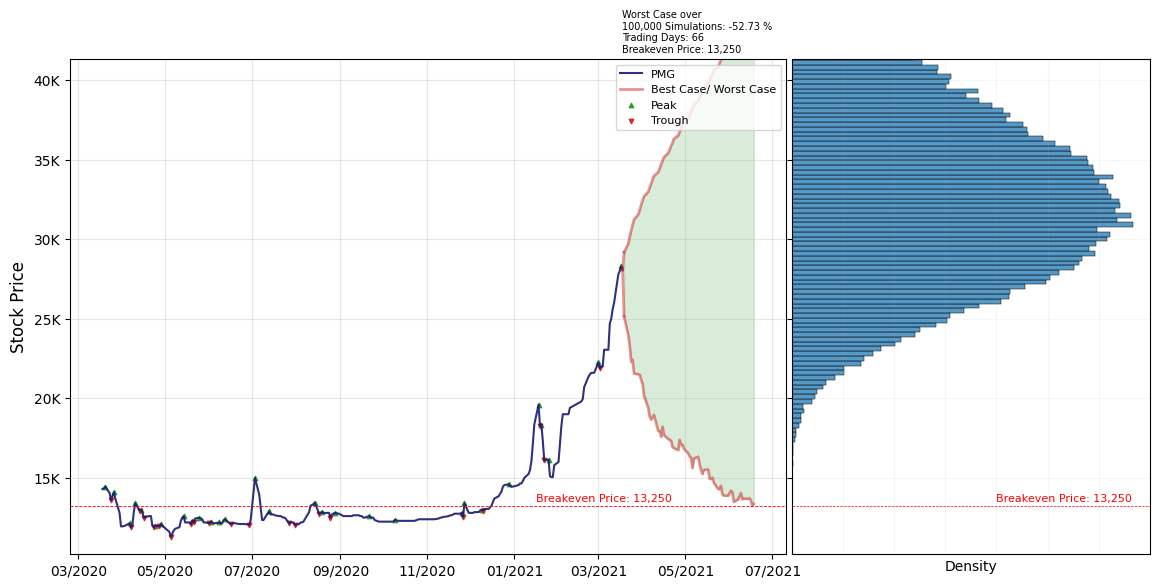 Worst Case over
100,000 Simulations: -52.73 %
Trading Days: 66
Breakeven Price: 13,250
PMG
Best Case/ Worst Case
Peak
Trough
Stock Price
40K
35K
30K
25K
20K
15K
Breakeven Price: 13,250
Breakeven Price: 13,250
03/2020 05/2020 07/2020 09/2020 11/2020 01/2021 03/2021 05/2021 07/2021
Density